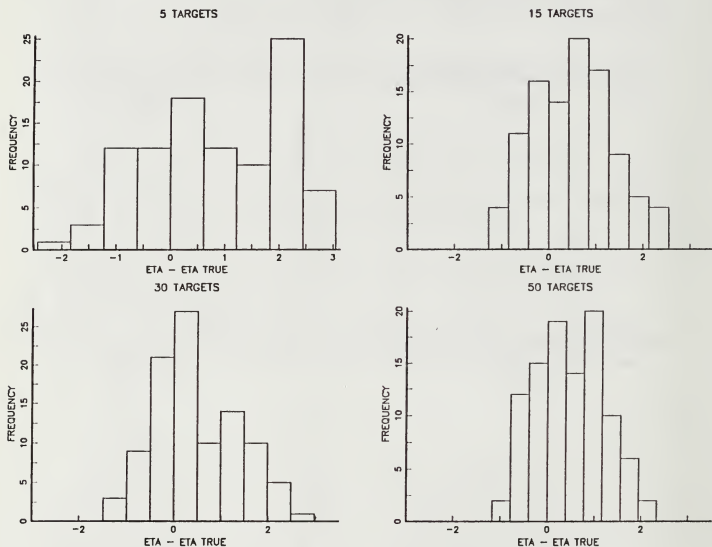 5 TARGETS
25
20
15
10
5
0
FREQUENCY
-2 -1 0 1 2 3
ETA - ETA TRUE
15 TARGETS
20
15
10
5
0
FREQUENCY
-2 0 2
ETA - ETA TRUE
30 TARGETS
25
20
15
10
5
0
FREQUENCY
-2 0 2
ETA - ETA TRUE
50 TARGETS
20
15
10
5
0
FREQUENCY
-2 0 2
ETA - ETA TRUE